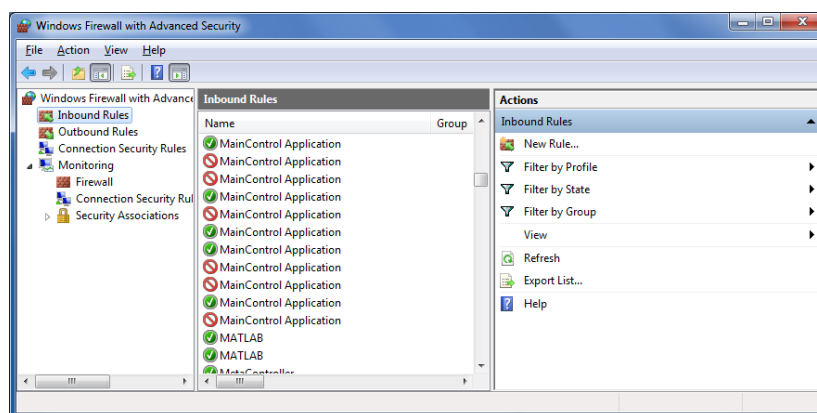 Windows Firewall with Advanced Security
File Action View Help
Windows Firewall with Advance
Inbound Rules
Outbound Rules
Connection Security Rules
Monitoring
Firewall
Connection Security Rul
Security Associations
Inbound Rules
Name Group
MainControl Application
MainControl Application
MainControl Application
MainControl Application
MainControl Application
MainControl Application
MainControl Application
MainControl Application
MainControl Application
MainControl Application
MainControl Application
MATLAB
MATLAB
MetaController
Actions
Inbound Rules
New Rule...
Filter by Profile
Filter by State
Filter by Group
View
Refresh
Export List...
Help